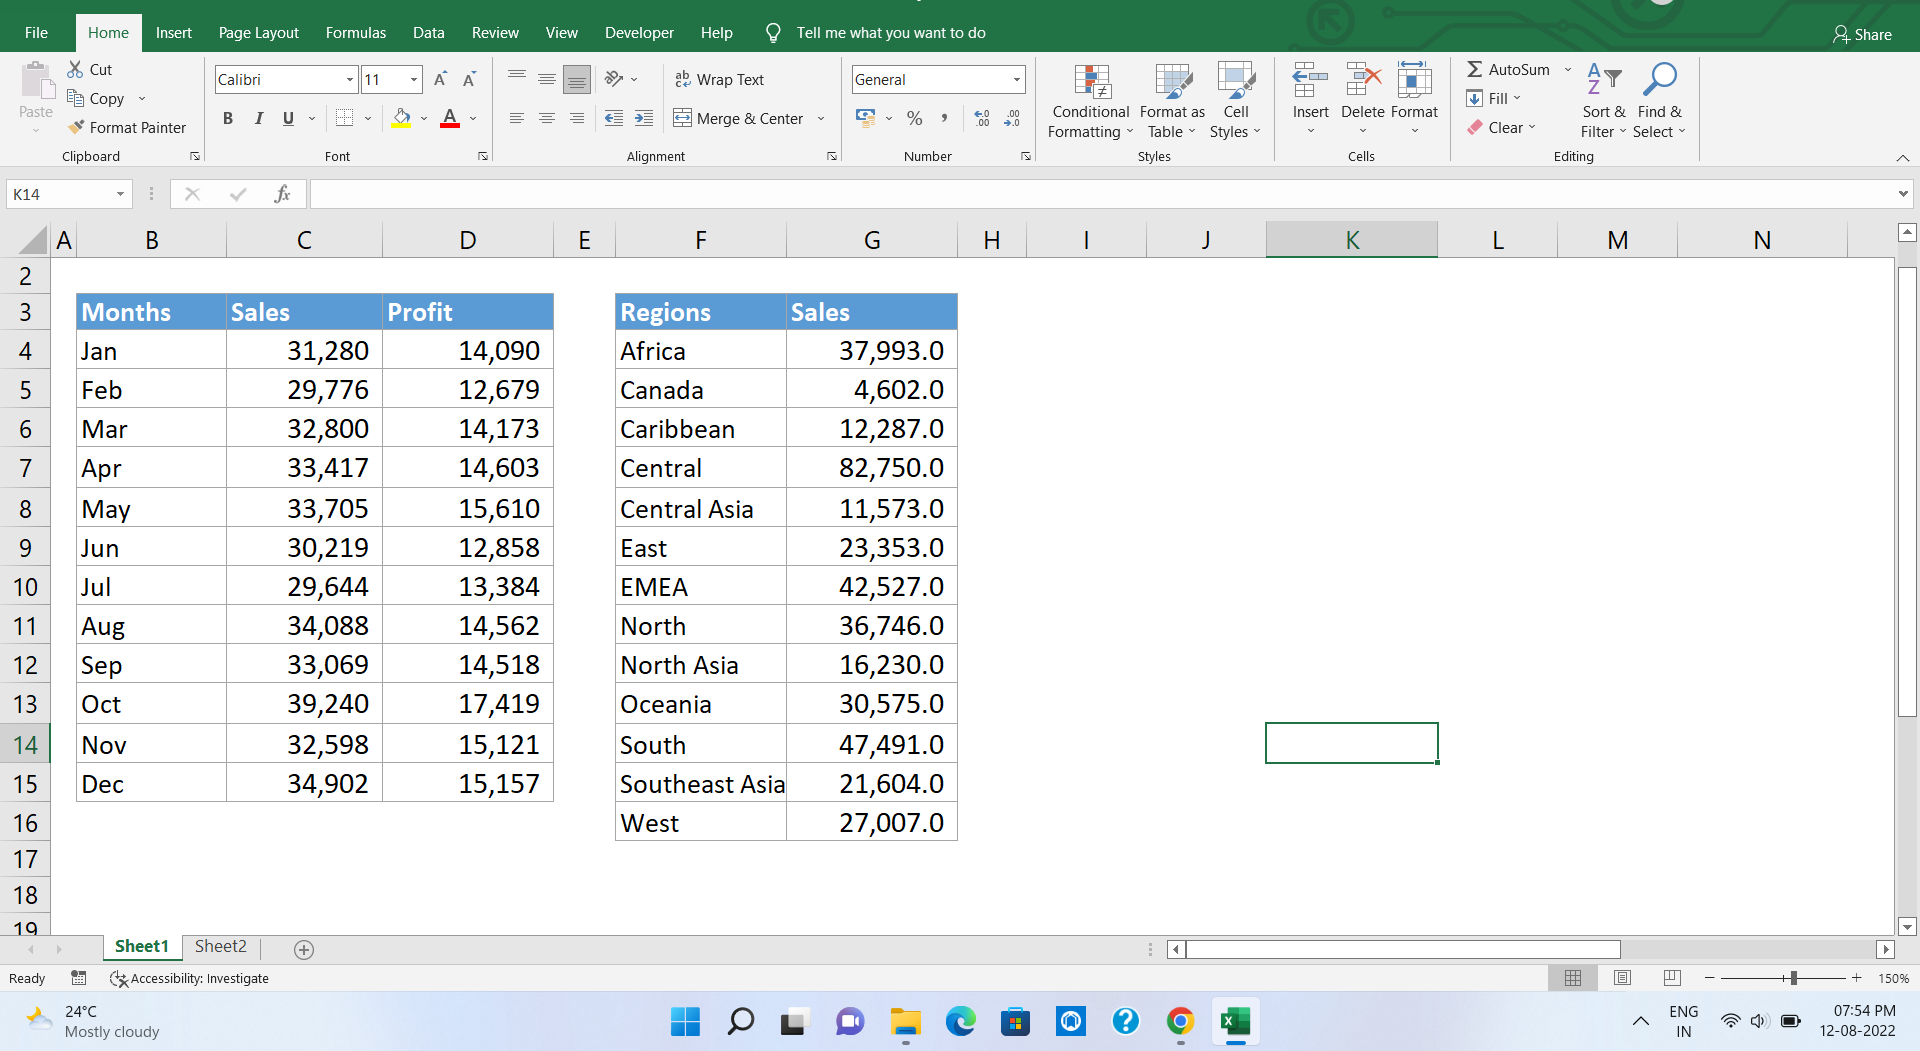 File Home Insert Page Layout Formulas Data Review View Developer Help Tell me what you want to do Share
Paste
Cut
Copy
Format Painter
Clipboard
Calibri 11
B I U
Font
Wrap Text
Merge & Center
Alignment
General
Number
Conditional Formatting
Format as Table
Cell Styles
Styles
Insert Delete Format
Cells
AutoSum
Fill
Clear
Sort & Filter
Find & Select
Editing
K14 fx
A B C D E F G H I J K L M N
2
3 Months Sales Profit Regions Sales
4 Jan 31,280 14,090 Africa 37,993.0
5 Feb 29,776 12,679 Canada 4,602.0
6 Mar 32,800 14,173 Caribbean 12,287.0
7 Apr 33,417 14,603 Central 82,750.0
8 May 33,705 15,610 Central Asia 11,573.0
9 Jun 30,219 12,858 East 23,353.0
10 Jul 29,644 13,384 EMEA 42,527.0
11 Aug 34,088 14,562 North 36,746.0
12 Sep 33,069 14,518 North Asia 16,230.0
13 Oct 39,240 17,419 Oceania 30,575.0
14 Nov 32,598 15,121 South 47,491.0
15 Dec 34,902 15,157 Southeast Asia 21,604.0
16 West 27,007.0
17
18
19
Sheet1 Sheet2
Ready Accessibility: Investigate 150%
24°C
Mostly cloudy
ENG
IN
07:54 PM
12-08-2022